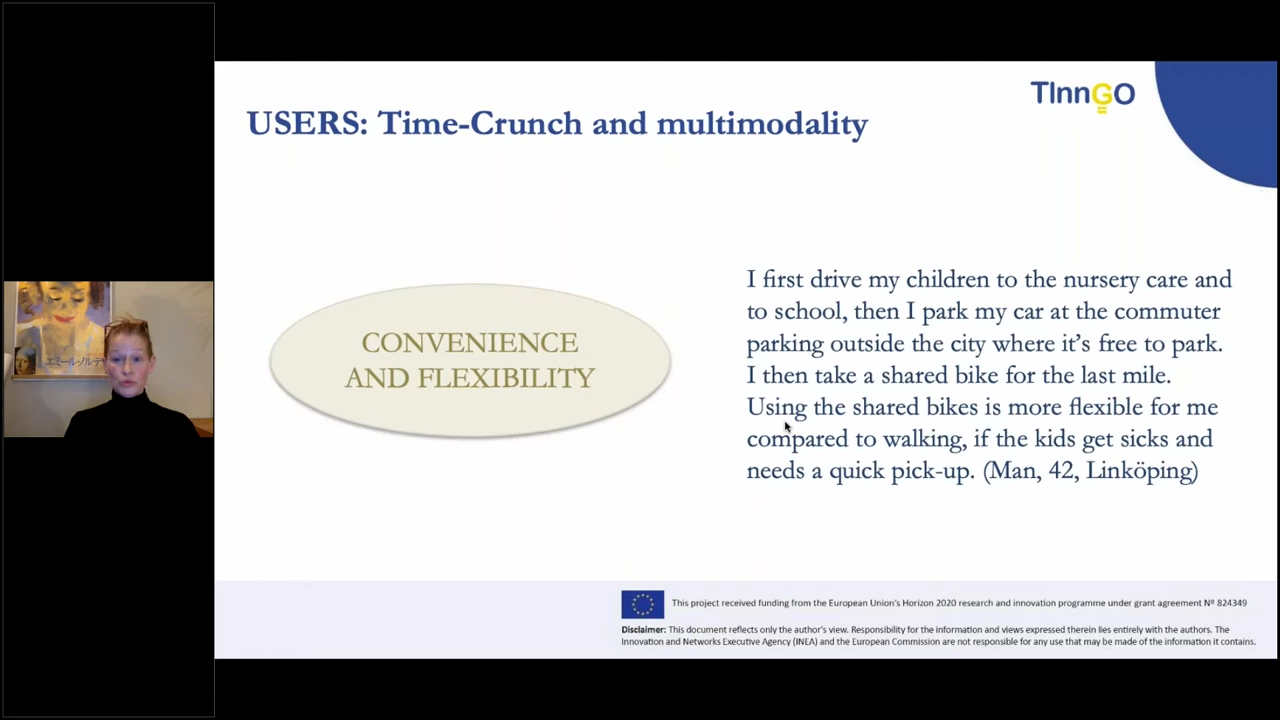 TInnGO
USERS: Time-Crunch and multimodality
CONVENIENCE
AND FLEXIBILITY
I first drive my children to the nursery care and
to school, then I park my car at the commuter
parking outside the city where it’s free to park.
I then take a shared bike for the last mile.
Using the shared bikes is more flexible for me
compared to walking, if the kids get sicks and
needs a quick pick-up. (Man, 42, Linköping)
エミール・ノルデ
This project received funding from the European Union’s Horizon 2020 research and innovation programme under grant agreement Nº 824349
Disclaimer: This document reflects only the author’s view. Responsibility for the information and views expressed therein lies entirely with the authors. The
Innovation and Networks Executive Agency (INEA) and the European Commission are not responsible for any use that may be made of the information it contains.